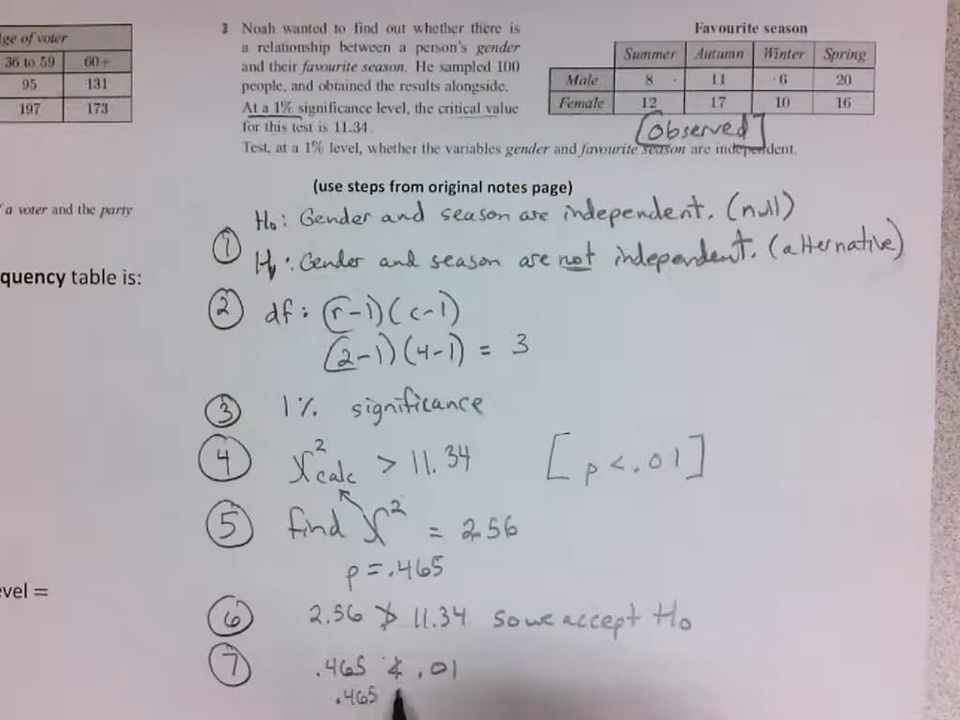 ge of voter
36 to 59 60+
95 131
197 173
f a voter and the party
quency table is:
evel =
3 Noah wanted to find out whether there is
a relationship between a person's gender
and their favourite season. He sampled 100
people, and obtained the results alongside.
At a 1% significance level, the critical value
for this test is 11.34.
Favourite season
Summer Autumn Winter Spring
Male 8 11 6 20
Female 12 17 10 16
[Observed]
Test, at a 1% level, whether the variables gender and favourite season are independent.
(use steps from original notes page)
① H₀: Gender and season are independent. (null)
H₁: Gender and season are not independent. (alternative)
② df: (r-1)(c-1)
(2-1)(4-1) = 3
③ 1% significance
④ X²calc > 11.34 [p < .01]
⑤ find X² = 2.56
p = .465
⑥ 2.56 ≯ 11.34 so we accept H₀
⑦ .465 ≮ .01
.465